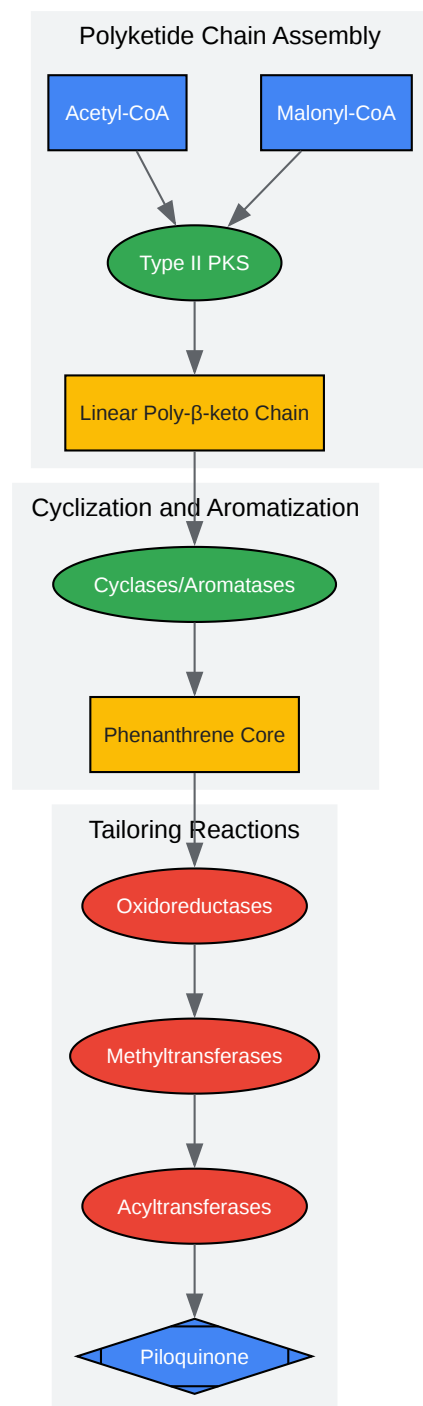 Polyketide Chain Assembly
Acetyl-CoA
Malonyl-CoA
Type II PKS
Linear Poly-β-keto Chain
Cyclization and Aromatization
Cyclases/Aromatases
Phenanthrene Core
Tailoring Reactions
Oxidoreductases
Methyltransferases
Acyltransferases
Piloquinone